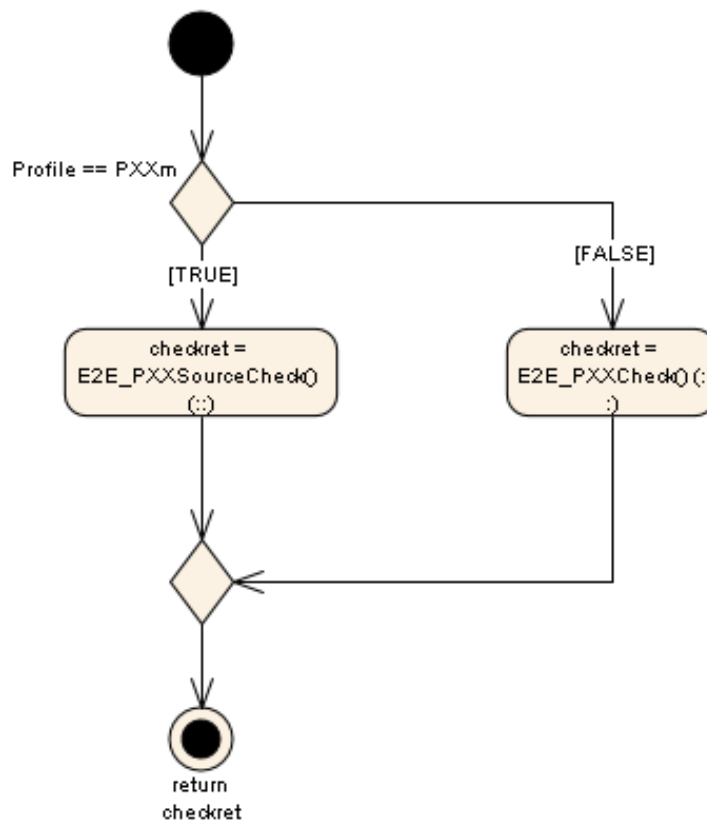 Profile == PXXm
[TRUE]
[FALSE]
checkret =
E2E_PXXSourceCheck()
(::)
checkret =
E2E_PXXCheck() (:
:)
return
checkret